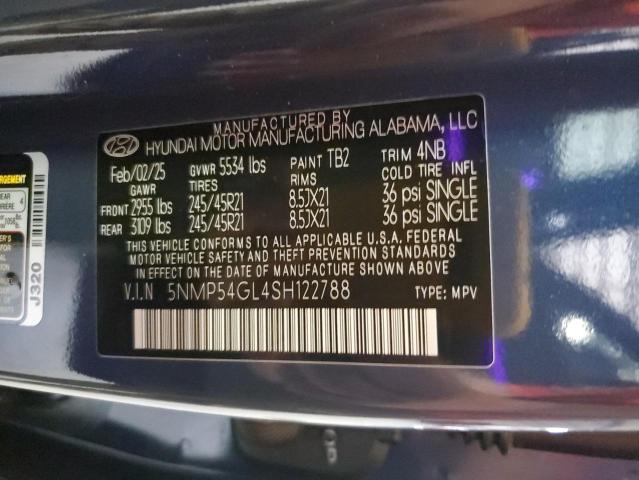 MANUFACTURED BY
HYUNDAI MOTOR MANUFACTURING ALABAMA, LLC
Feb/02/25 GVWR 5534 lbs PAINT TB2 TRIM 4NB
GAWR TIRES RIMS COLD TIRE INFL
FRONT 2955 lbs 245/45R21 8.5JX21 36 psi SINGLE
REAR 3109 lbs 245/45R21 8.5JX21 36 psi SINGLE
THIS VEHICLE CONFORMS TO ALL APPLICABLE U.S.A. FEDERAL
MOTOR VEHICLE SAFETY AND THEFT PREVENTION STANDARDS
IN EFFECT ON THE DATE OF MANUFACTURE SHOWN ABOVE.
V.I.N 5NMP54GL4SH122788 TYPE: MPV
J320